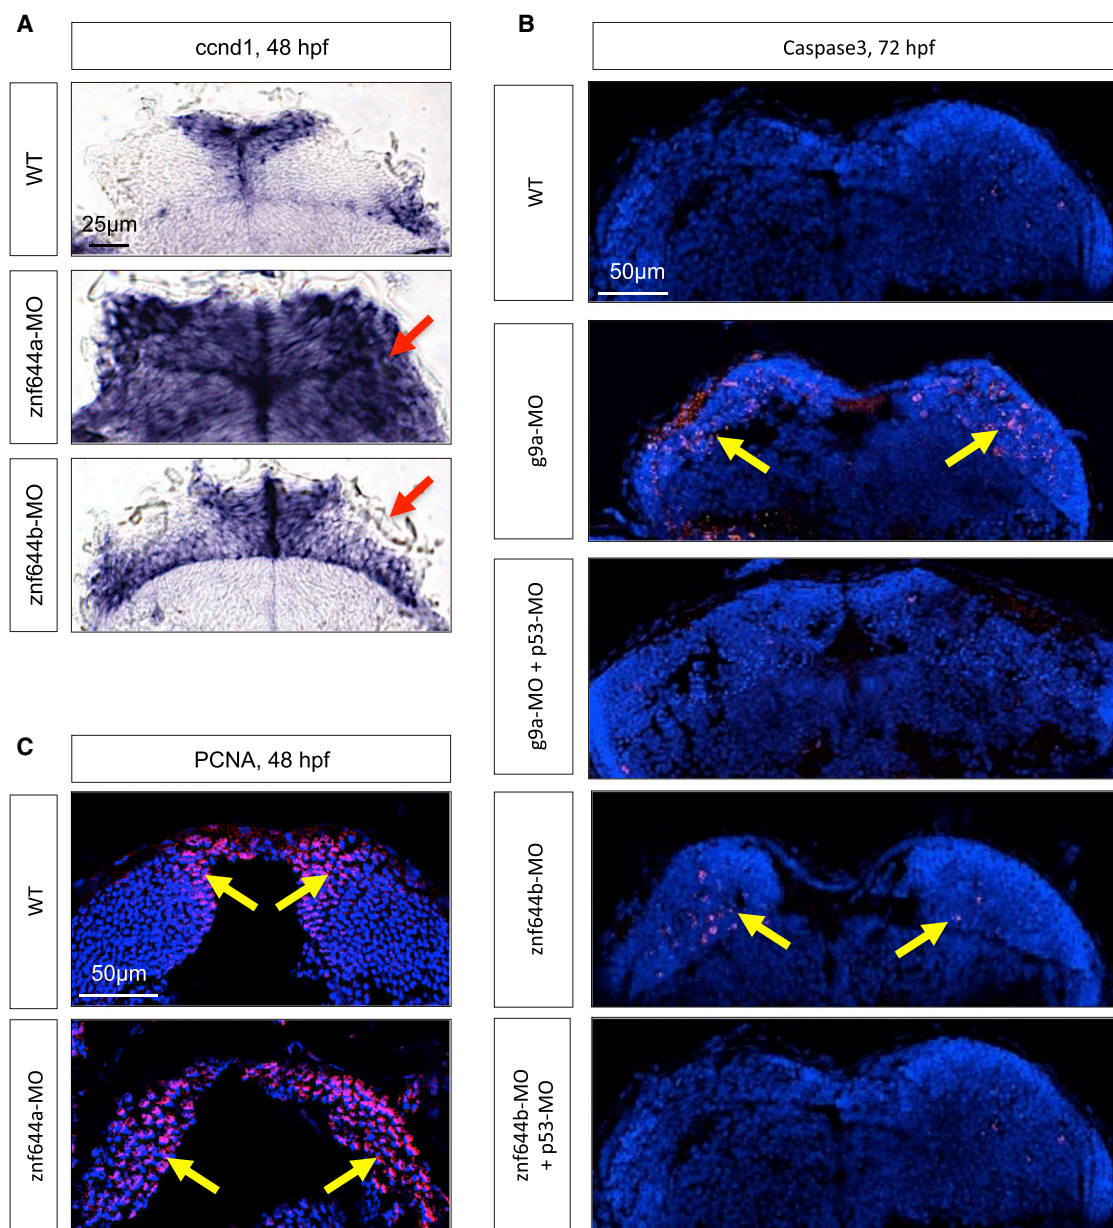 A
ccnd1, 48 hpf
WT
25µm
znf644a-MO
znf644b-MO
B
Caspase3, 72 hpf
WT
50µm
g9a-MO
g9a-MO + p53-MO
znf644b-MO
znf644b-MO
+ p53-MO
C
PCNA, 48 hpf
WT
50µm
znf644a-MO